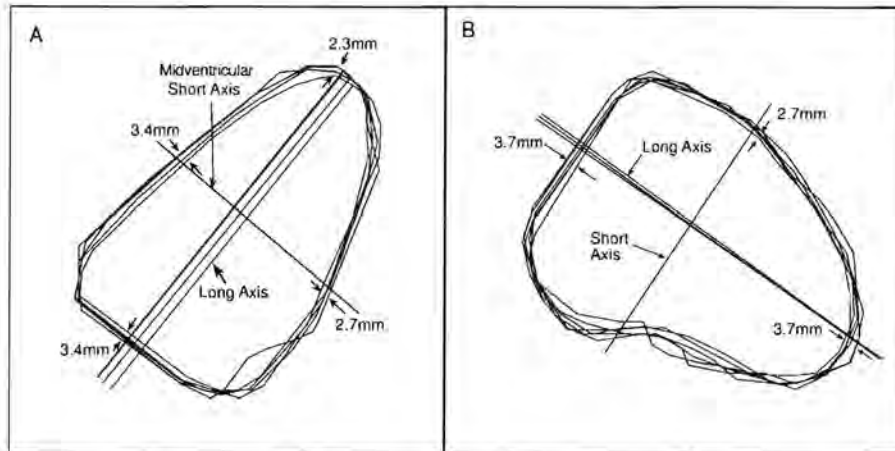 A
2.3mm
Midventricular
Short Axis
3.4mm
Long Axis
2.7mm
3.4mm
B
2.7mm
Long Axis
3.7mm
Short
Axis
3.7mm